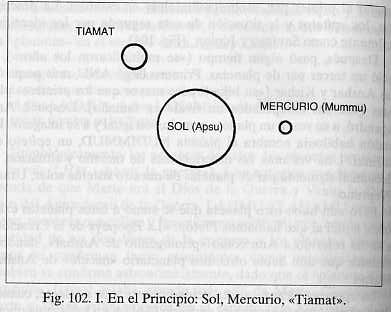 TIAMAT
MERCURIO (Mummu)
SOL (Apsu)
Fig. 102. I. En el Principio: Sol, Mercurio, «Tiamat».